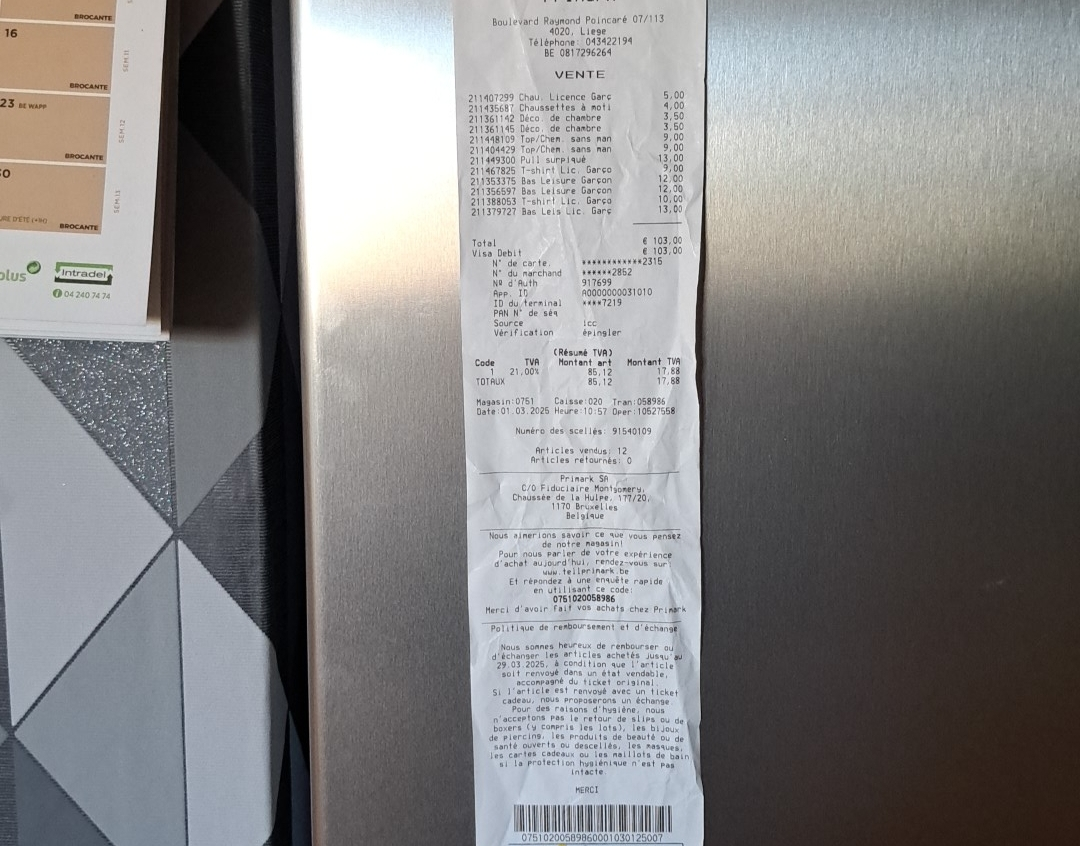 BROCANTE
16
BROCANTE
SEM.11
23 BE WAPP
BROCANTE
SEM.12
BROCANTE
SEM.13
plus
Intradel
04 240 74 74
Boulevard Raymond Poincaré 07/113
4020, Liege
Téléphone: 043422194
BE 0817296264
VENTE
211407299 Chau. Licence Garç 5,00
211435687 Chaussettes à moti 4,00
211361142 Déco. de chambre 3,50
211361145 Déco. de chambre 3,50
211448109 Top/Chem. sans man 9,00
211404429 Top/Chem. sans man 9,00
211449300 Pull surpiqué 13,00
211467825 T-shirt Lic. Garço 9,00
211353375 Bas Leisure Garçon 12,00
211356597 Bas Leisure Garçon 12,00
211388053 T-shirt Lic. Garç 10,00
211379727 Bas Leis Lic. Garç 13,00
Total € 103,00
Visa Debit € 103,00
N° de carte. ************2315
N° du marchand ******2852
Nº d'Auth 917699
App. ID A0000000031010
ID du terminal ****7219
PAN N° de séq
Source icc
Vérification épingler
(Résumé TVA)
Code TVA Montant art Montant TVA
1 21,00% 85,12 17,88
TOTAUX 85,12 17,88
Magasin:0751 Caisse:020 Tran:058986
Date:01.03.2025 Heure:10:57 Oper:10527558
Numéro des scellés: 91540109
Articles vendus: 12
Articles retournés: 0
Primark SA
C/O Fiduciaire Montgomery,
Chaussée de la Hulpe, 177/20,
1170 Bruxelles
Belgique
Nous aimerions savoir ce que vous pensez
de notre magasin!
Pour nous parler de votre expérience
d'achat aujourd'hui, rendez-vous sur:
www.tellprimark.be
Et répondez à une enquête rapide
en utilisant ce code:
0751020058986
Merci d'avoir fait vos achats chez Primark
Politique de remboursement et d'échange
Nous sommes heureux de rembourser ou
d'échanger les articles achetés jusqu'au
29.03.2025, à condition que l'article
soit renvoyé dans un état vendable,
accompagné du ticket original.
Si l'article est renvoyé avec un ticket
cadeau, nous proposerons un échange.
Pour des raisons d'hygiène, nous
n'acceptons pas le retour de slips ou de
boxers (y compris les lots), les bijoux
de piercing, les produits de beauté ou de
santé ouverts ou descellés, les masques,
les cartes cadeaux ou les maillots de bain
si la protection hygiénique n'est pas
intacte.
MERCI
07510200589860001030125007